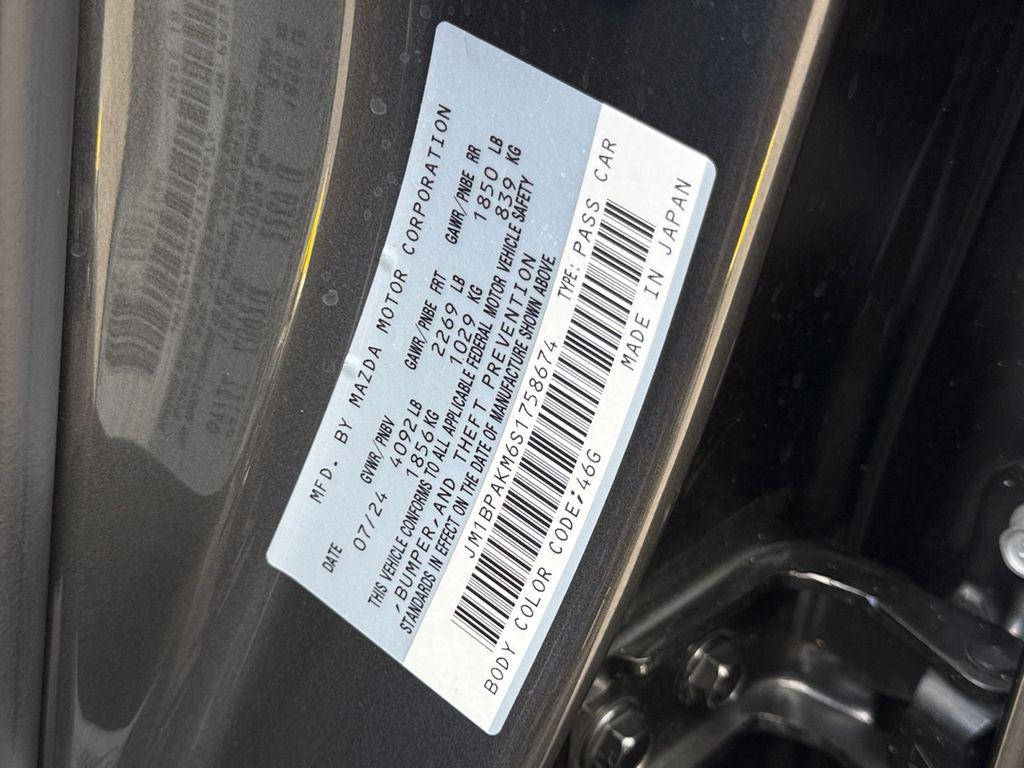 MFD. BY MAZDA MOTOR CORPORATION
DATE GVWR/PNBV GAWR/PNBE FRT GAWR/PNBE RR
07/24 4092 LB 2269 LB 1850 LB
1856 KG 1029 KG 839 KG
THIS VEHICLE CONFORMS TO ALL APPLICABLE FEDERAL MOTOR VEHICLE SAFETY
,BUMPER, AND THEFT PREVENTION
STANDARDS IN EFFECT ON THE DATE OF MANUFACTURE SHOWN ABOVE.
JM1BPAKM6S1758674 TYPE: PASS CAR
BODY COLOR CODE;46G MADE IN JAPAN